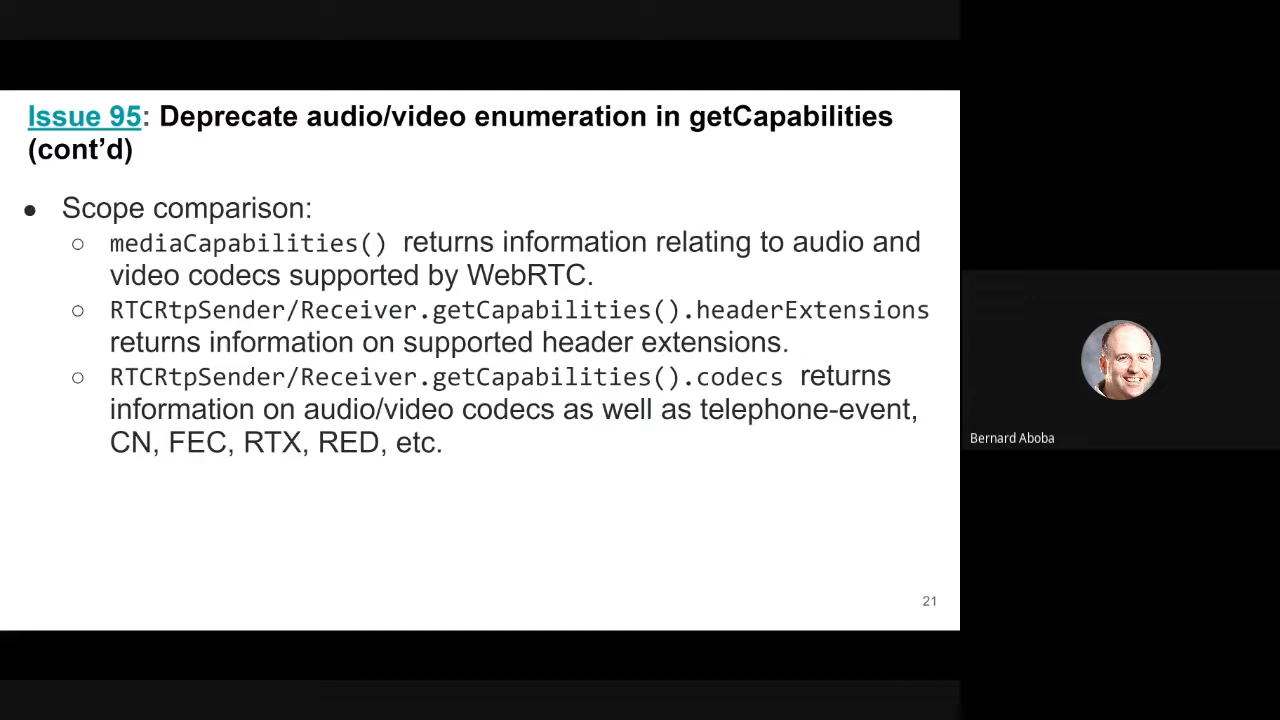 Issue 95: Deprecate audio/video enumeration in getCapabilities
(cont’d)
● Scope comparison:
○ mediaCapabilities() returns information relating to audio and
video codecs supported by WebRTC.
○ RTCRtpSender/Receiver.getCapabilities().headerExtensions
returns information on supported header extensions.
○ RTCRtpSender/Receiver.getCapabilities().codecs returns
information on audio/video codecs as well as telephone-event,
CN, FEC, RTX, RED, etc.
21
Bernard Aboba